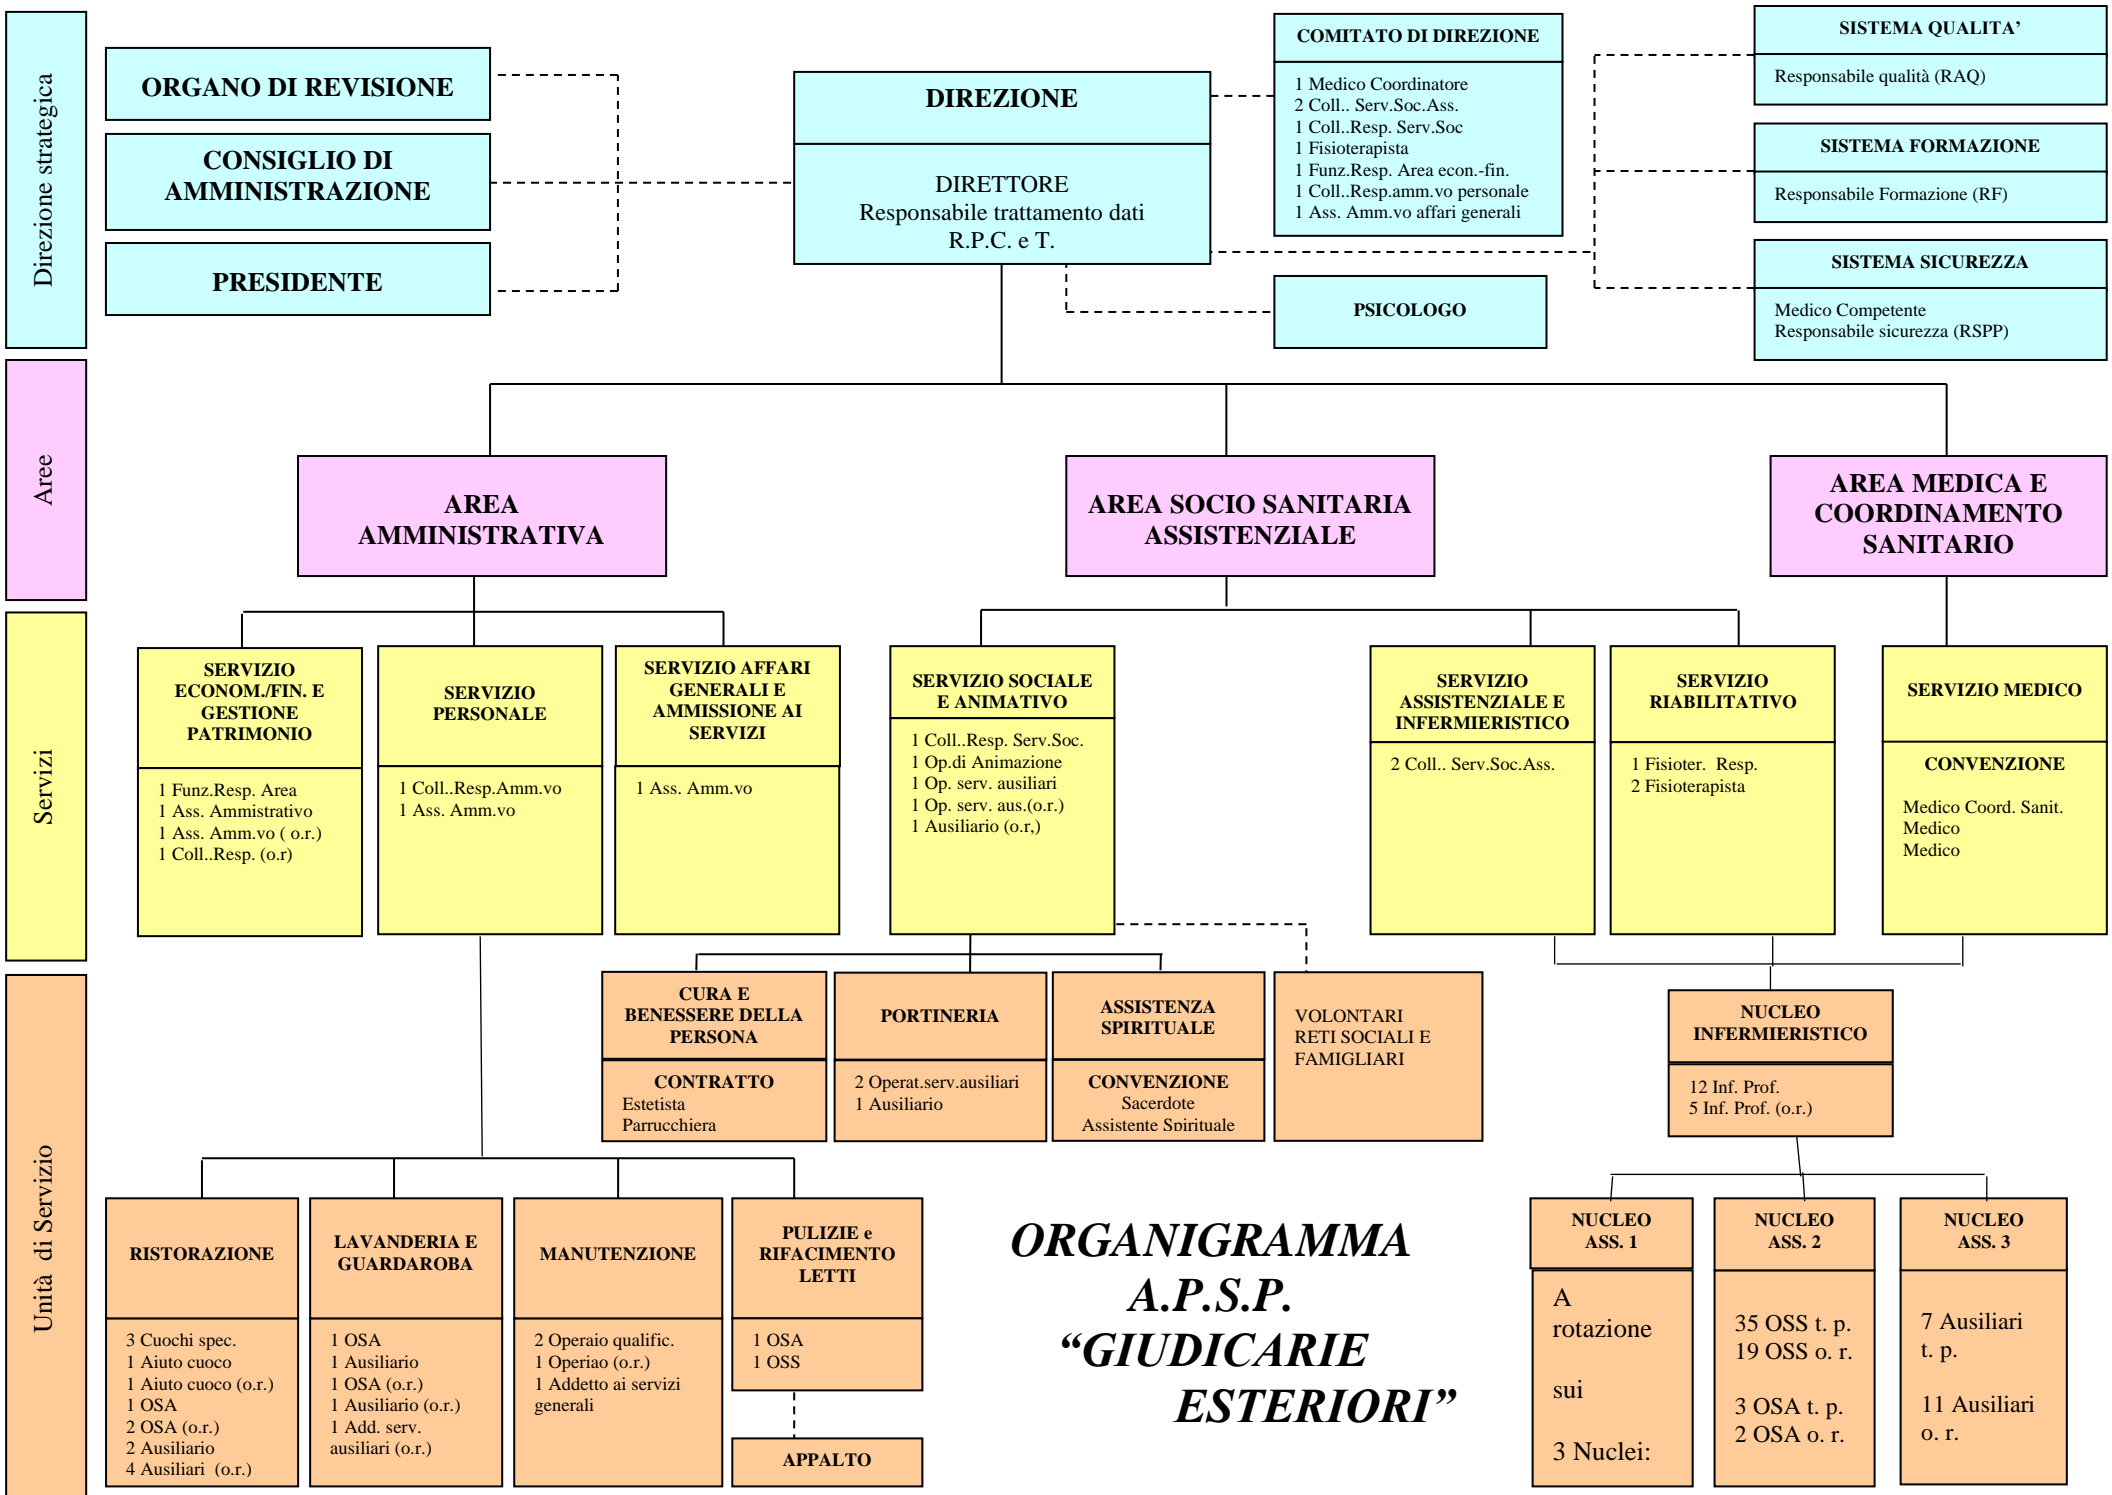 Direzione strategica
ORGANO DI REVISIONE
CONSIGLIO DI
AMMINISTRAZIONE
PRESIDENTE
DIREZIONE
DIRETTORE
Responsabile trattamento dati
R.P.C. e T.
COMITATO DI DIREZIONE
1 Medico Coordinatore
2 Coll.. Serv.Soc.Ass.
1 Coll..Resp. Serv.Soc
1 Fisioterapista
1 Funz.Resp. Area econ.-fin.
1 Coll..Resp.amm.vo personale
1 Ass. Amm.vo affari generali
PSICOLOGO
SISTEMA QUALITA’
Responsabile qualità (RAQ)
SISTEMA FORMAZIONE
Responsabile Formazione (RF)
SISTEMA SICUREZZA
Medico Competente
Responsabile sicurezza (RSPP)
Aree
AREA
AMMINISTRATIVA
AREA SOCIO SANITARIA
ASSISTENZIALE
AREA MEDICA E
COORDINAMENTO
SANITARIO
Servizi
SERVIZIO
ECONOM./FIN. E
GESTIONE
PATRIMONIO
1 Funz.Resp. Area
1 Ass. Ammistrativo
1 Ass. Amm.vo ( o.r.)
1 Coll..Resp. (o.r)
SERVIZIO
PERSONALE
1 Coll..Resp.Amm.vo
1 Ass. Amm.vo
SERVIZIO AFFARI
GENERALI E
AMMISSIONE AI
SERVIZI
1 Ass. Amm.vo
SERVIZIO SOCIALE
E ANIMATIVO
1 Coll..Resp. Serv.Soc.
1 Op.di Animazione
1 Op. serv. ausiliari
1 Op. serv. aus.(o.r.)
1 Ausiliario (o.r,)
SERVIZIO
ASSISTENZIALE E
INFERMIERISTICO
2 Coll.. Serv.Soc.Ass.
SERVIZIO
RIABILITATIVO
1 Fisioter. Resp.
2 Fisioterapista
SERVIZIO MEDICO
CONVENZIONE
Medico Coord. Sanit.
Medico
Medico
Unità di Servizio
CURA E
BENESSERE DELLA
PERSONA
CONTRATTO
Estetista
Parrucchiera
PORTINERIA
2 Operat.serv.ausiliari
1 Ausiliario
ASSISTENZA
SPIRITUALE
CONVENZIONE
Sacerdote
Assistente Spirituale
VOLONTARI
RETI SOCIALI E
FAMIGLIARI
NUCLEO
INFERMIERISTICO
12 Inf. Prof.
5 Inf. Prof. (o.r.)
RISTORAZIONE
3 Cuochi spec.
1 Aiuto cuoco
1 Aiuto cuoco (o.r.)
1 OSA
2 OSA (o.r.)
2 Ausiliario
4 Ausiliari (o.r.)
LAVANDERIA E
GUARDAROBA
1 OSA
1 Ausiliario
1 OSA (o.r.)
1 Ausiliario (o.r.)
1 Add. serv.
ausiliari (o.r.)
MANUTENZIONE
2 Operaio qualific.
1 Operiao (o.r.)
1 Addetto ai servizi
generali
PULIZIE e
RIFACIMENTO
LETTI
1 OSA
1 OSS
APPALTO
ORGANIGRAMMA
A.P.S.P.
“GIUDICARIE
ESTERIORI”
NUCLEO
ASS. 1
A
rotazione
sui
3 Nuclei:
NUCLEO
ASS. 2
35 OSS t. p.
19 OSS o. r.
3 OSA t. p.
2 OSA o. r.
NUCLEO
ASS. 3
7 Ausiliari
t. p.
11 Ausiliari
o. r.